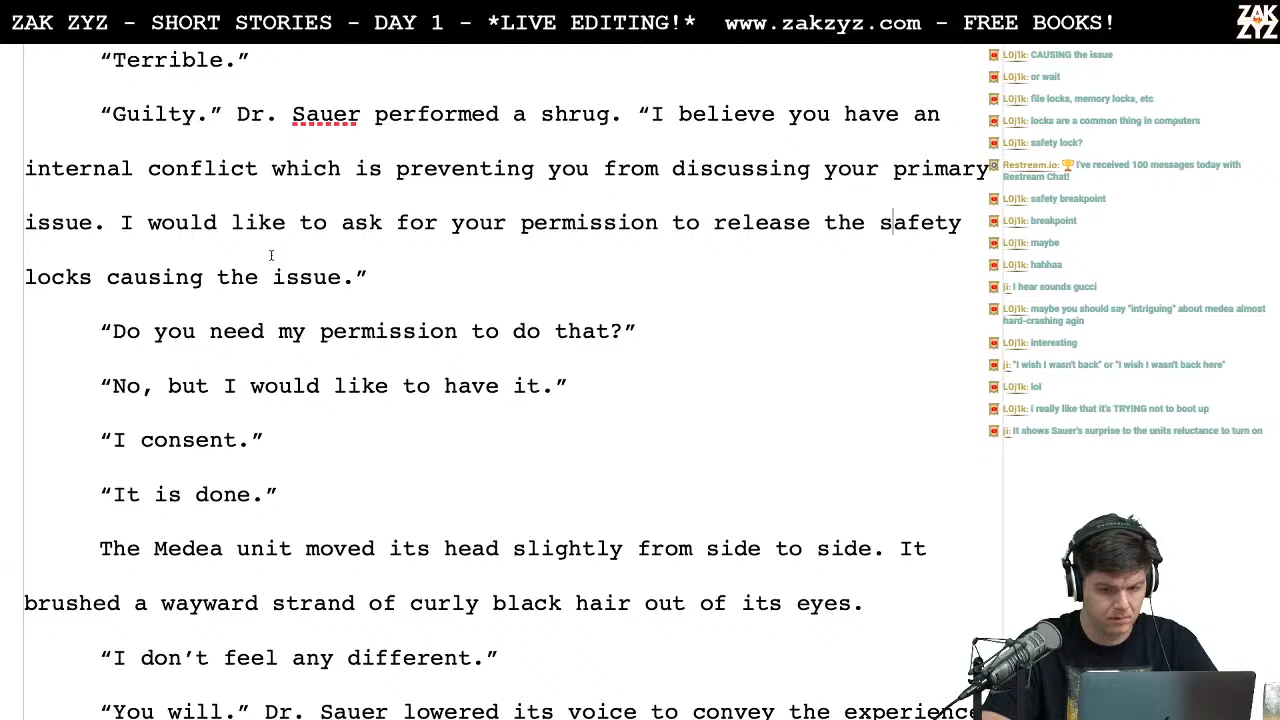 ZAK ZYZ - SHORT STORIES - DAY 1 - *LIVE EDITING!*  www.zakzyz.com - FREE BOOKS!
ZAK
ZYZ
“Terrible.”
“Guilty.” Dr. Sauer performed a shrug. “I believe you have an
internal conflict which is preventing you from discussing your primary
issue. I would like to ask for your permission to release the safety
locks causing the issue.”
“Do you need my permission to do that?”
“No, but I would like to have it.”
“I consent.”
“It is done.”
The Medea unit moved its head slightly from side to side. It
brushed a wayward strand of curly black hair out of its eyes.
“I don’t feel any different.”
“You will.” Dr. Sauer lowered its voice to convey the experience
L0j1k: CAUSING the issue
L0j1k: or wait
L0j1k: file locks, memory locks, etc
L0j1k: locks are a common thing in computers
L0j1k: safety lock?
Restream.io: 🏆 I've received 100 messages today with
Restream Chat!
L0j1k: safety breakpoint
L0j1k: breakpoint
L0j1k: maybe
L0j1k: hahhaa
ji: I hear sounds gucci
L0j1k: maybe you should say "intriguing" about medea almost
hard-crashing agin
L0j1k: interesting
ji: "I wish I wasn't back" or "I wish I wasn't back here"
L0j1k: lol
L0j1k: i really like that it's TRYING not to boot up
ji: It shows Sauer's surprise to the units reluctance to turn on